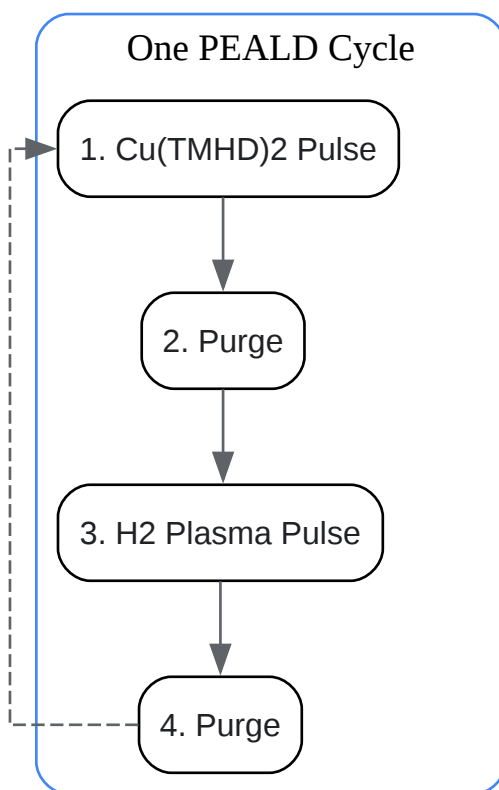 One PEALD Cycle
1. Cu(TMHD)2 Pulse
2. Purge
3. H2 Plasma Pulse
4. Purge